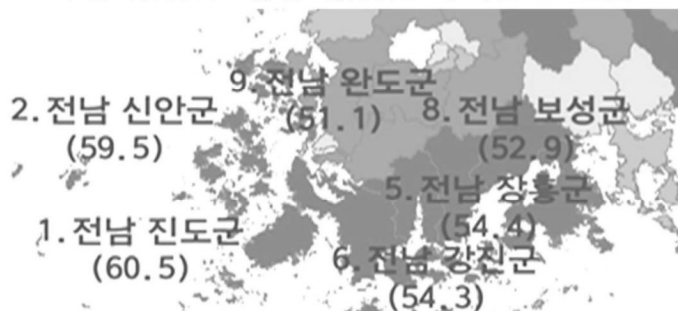 9. 전남 완도군
(51.1)
2. 전남 신안군
(59.5)
8. 전남 보성군
(52.9)
5. 전남 장흥군
(54.4)
1. 전남 진도군
(60.5)
6. 전남 강진군
(54.3)